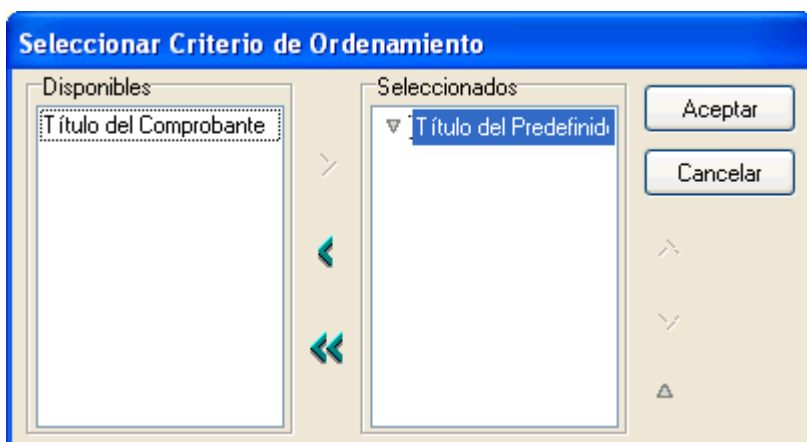 Seleccionar Criterio de Ordenamiento
Disponibles
Título del Comprobante
Seleccionados
Título del Predefinid
Aceptar
Cancelar